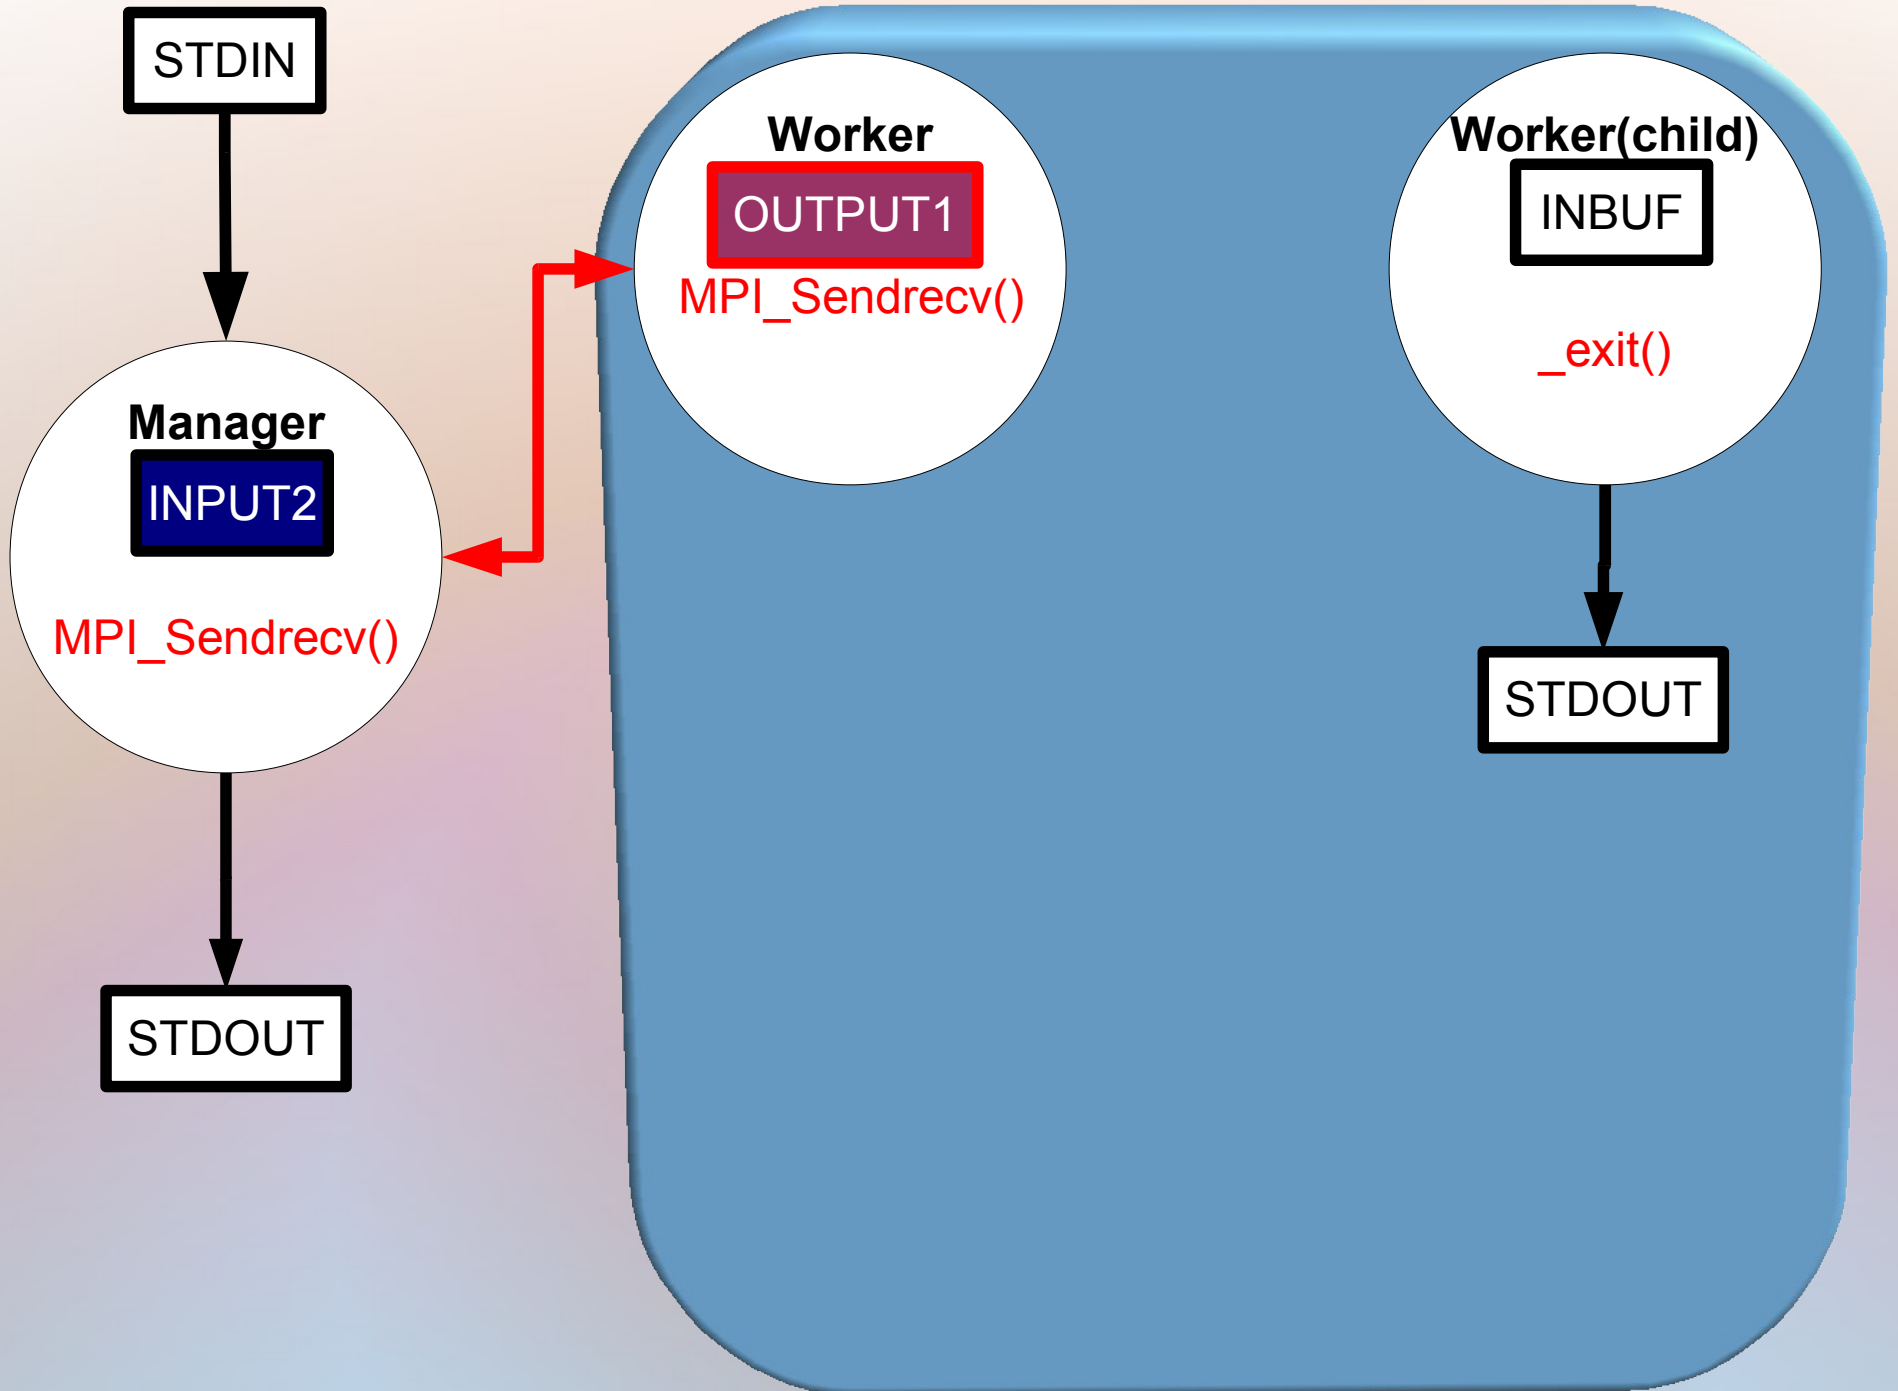 STDIN
Manager
INPUT2
MPI_Sendrecv()
STDOUT
Worker
OUTPUT1
MPI_Sendrecv()
Worker(child)
INBUF
_exit()
STDOUT